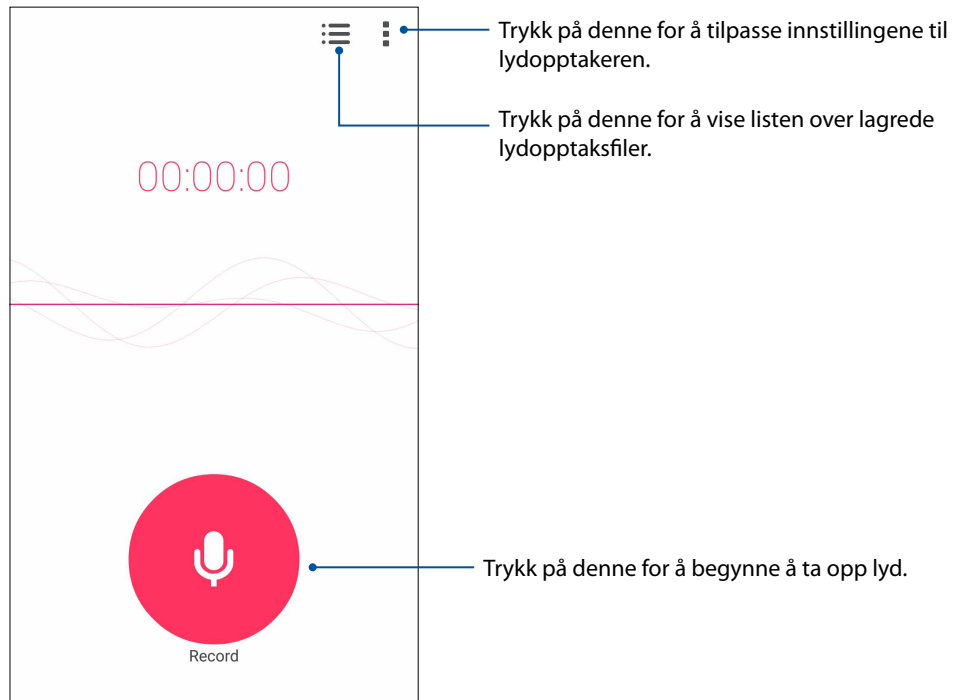 Trykk på denne for å tilpasse innstillingene til
lydopptakeren.
Trykk på denne for å vise listen over lagrede
lydopptaksfiler.
00:00:00
Trykk på denne for å begynne å ta opp lyd.
Record